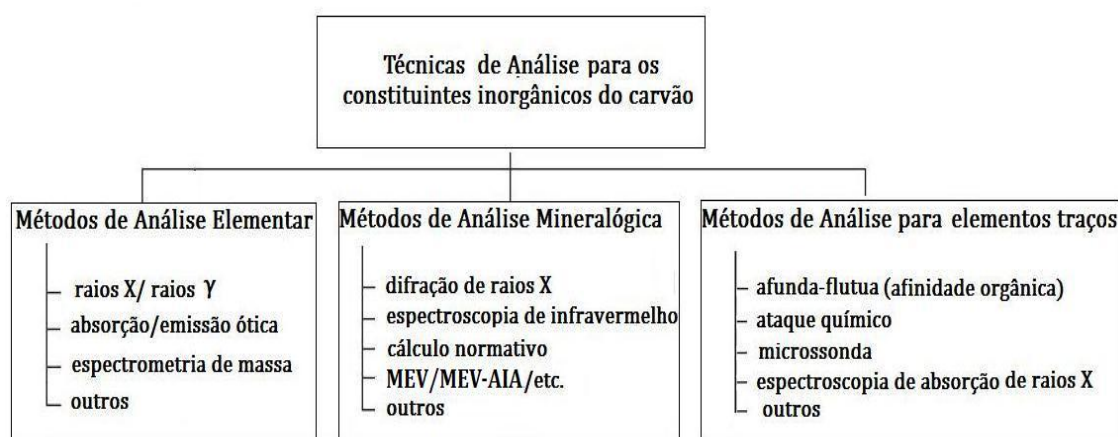 Técnicas de Análise para os
constituintes inorgânicos do carvão
Métodos de Análise Elementar
raios X/ raios γ
absorção/emissão ótica
espectrometria de massa
outros
Métodos de Análise Mineralógica
difração de raios X
espectroscopia de infravermelho
cálculo normativo
MEV/MEV-AIA/etc.
outros
Métodos de Análise para elementos traços
afunda-flutua (afinidade orgânica)
ataque químico
microssonda
espectroscopia de absorção de raios X
outros